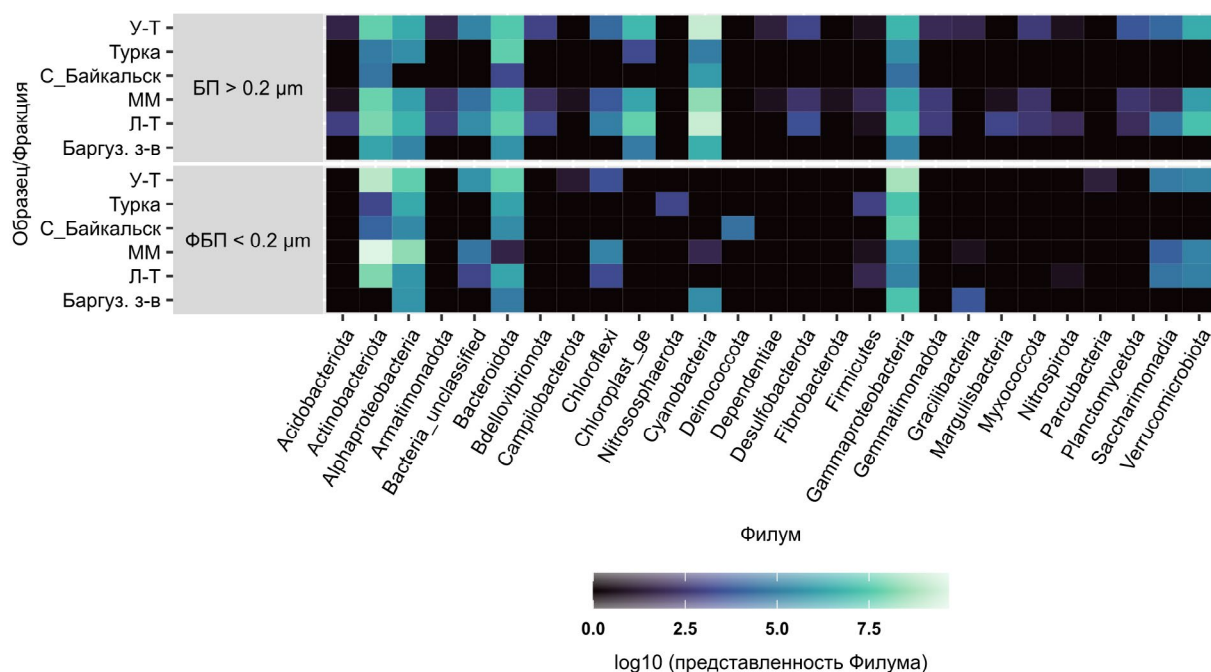 Образец/Фракция
БП > 0.2 µm
У-Т
Турка
С_Байкальск
ММ
Л-Т
Баргуз. з-в
ФБП < 0.2 µm
У-Т
Турка
С_Байкальск
ММ
Л-Т
Баргуз. з-в
Acidobacteriota
Actinobacteriota
Alphaproteobacteria
Armatimonadota
Bacteria_unclassified
Bacteroidota
Bdellovibrionota
Campilobacterota
Chloroflexi
Chloroplast_ge
Nitrososphaerota
Cyanobacteria
Deinococcota
Dependentiae
Desulfobacterota
Fibrobacterota
Firmicutes
Gammaproteobacteria
Gemmatimonadota
Gracilibacteria
Margulisbacteria
Myxococcota
Nitrospirota
Parcubacteria
Planctomycetota
Saccharimonadia
Verrucomicrobiota
Филум
0.0 2.5 5.0 7.5
log10 (представленность Филума)